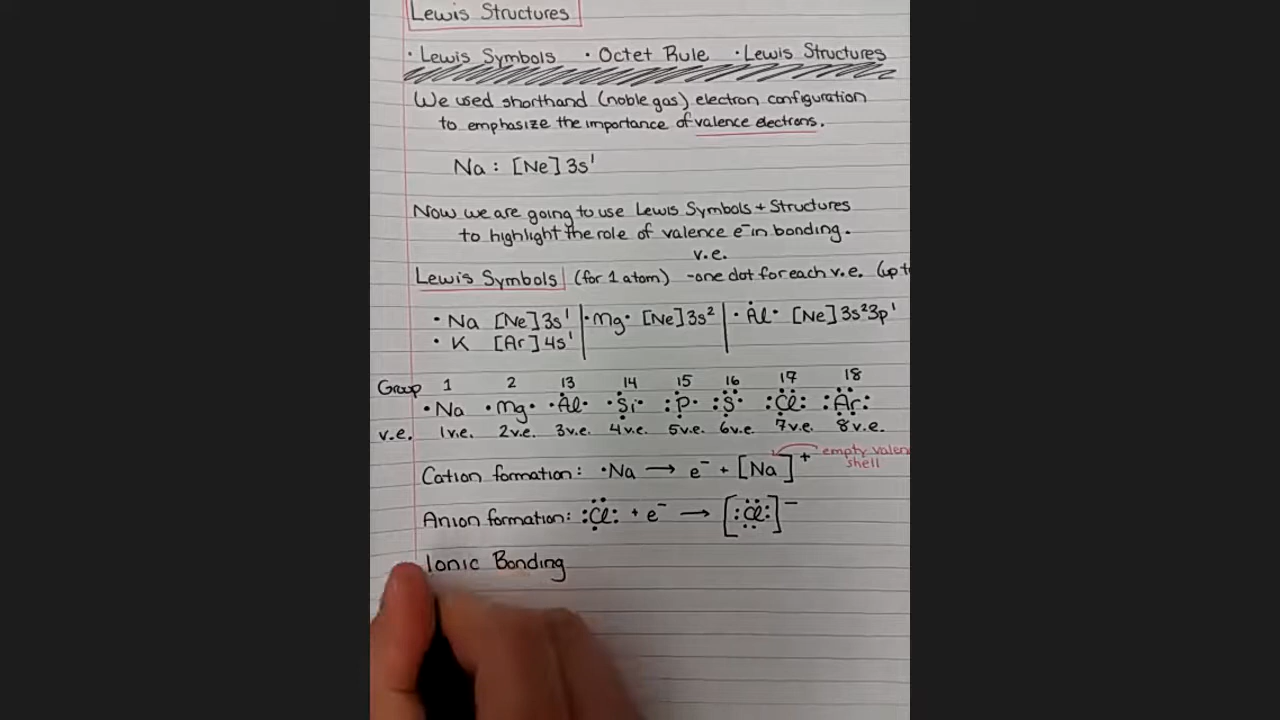 Lewis Structures
· Lewis Symbols · Octet Rule · Lewis Structures
We used shorthand (noble gas) electron configuration
to emphasize the importance of valence electrons.
Na : [Ne] 3s¹
Now we are going to use Lewis Symbols + Structures
to highlight the role of valence e⁻ in bonding.
v.e.
Lewis Symbols (for 1 atom) - one dot for each v.e. (up
· Na [Ne] 3s¹ | · Mg · [Ne] 3s² | · Al · [Ne] 3s²3p¹
· K [Ar] 4s¹
Group 1 2 13 14 15 16 17 18
· Na · Mg · · Al · · Si · : P · : S · : Cl : : Ar :
v.e. 1v.e. 2v.e. 3v.e. 4v.e. 5v.e. 6v.e. 7v.e. 8v.e.
empty
shell
Cation formation: · Na → e⁻ + [Na]⁺
Anion formation: : Cl : + e⁻ → [: Cl :]⁻
Ionic Bonding